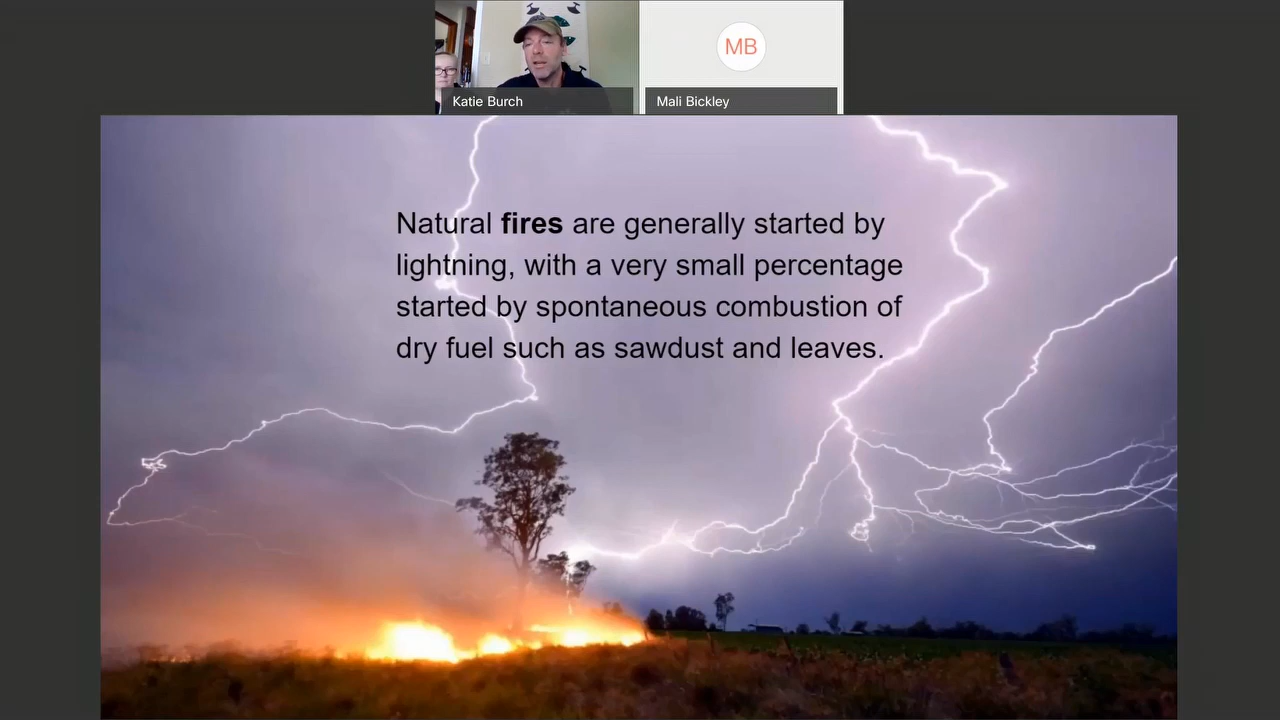 MB
Katie Burch
Mali Bickley
Natural fires are generally started by
lightning, with a very small percentage
started by spontaneous combustion of
dry fuel such as sawdust and leaves.